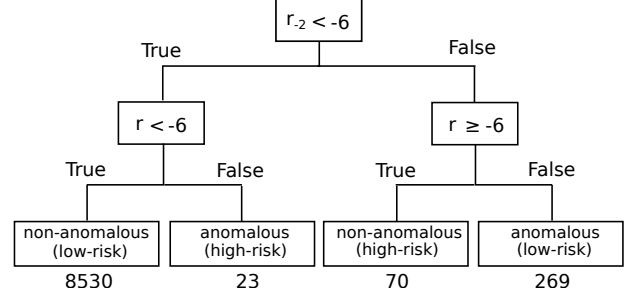 r-2 < -6
True
False
r < -6
r ≥ -6
True
False
True
False
non-anomalous
(low-risk)
anomalous
(high-risk)
non-anomalous
(high-risk)
anomalous
(low-risk)
8530
23
70
269